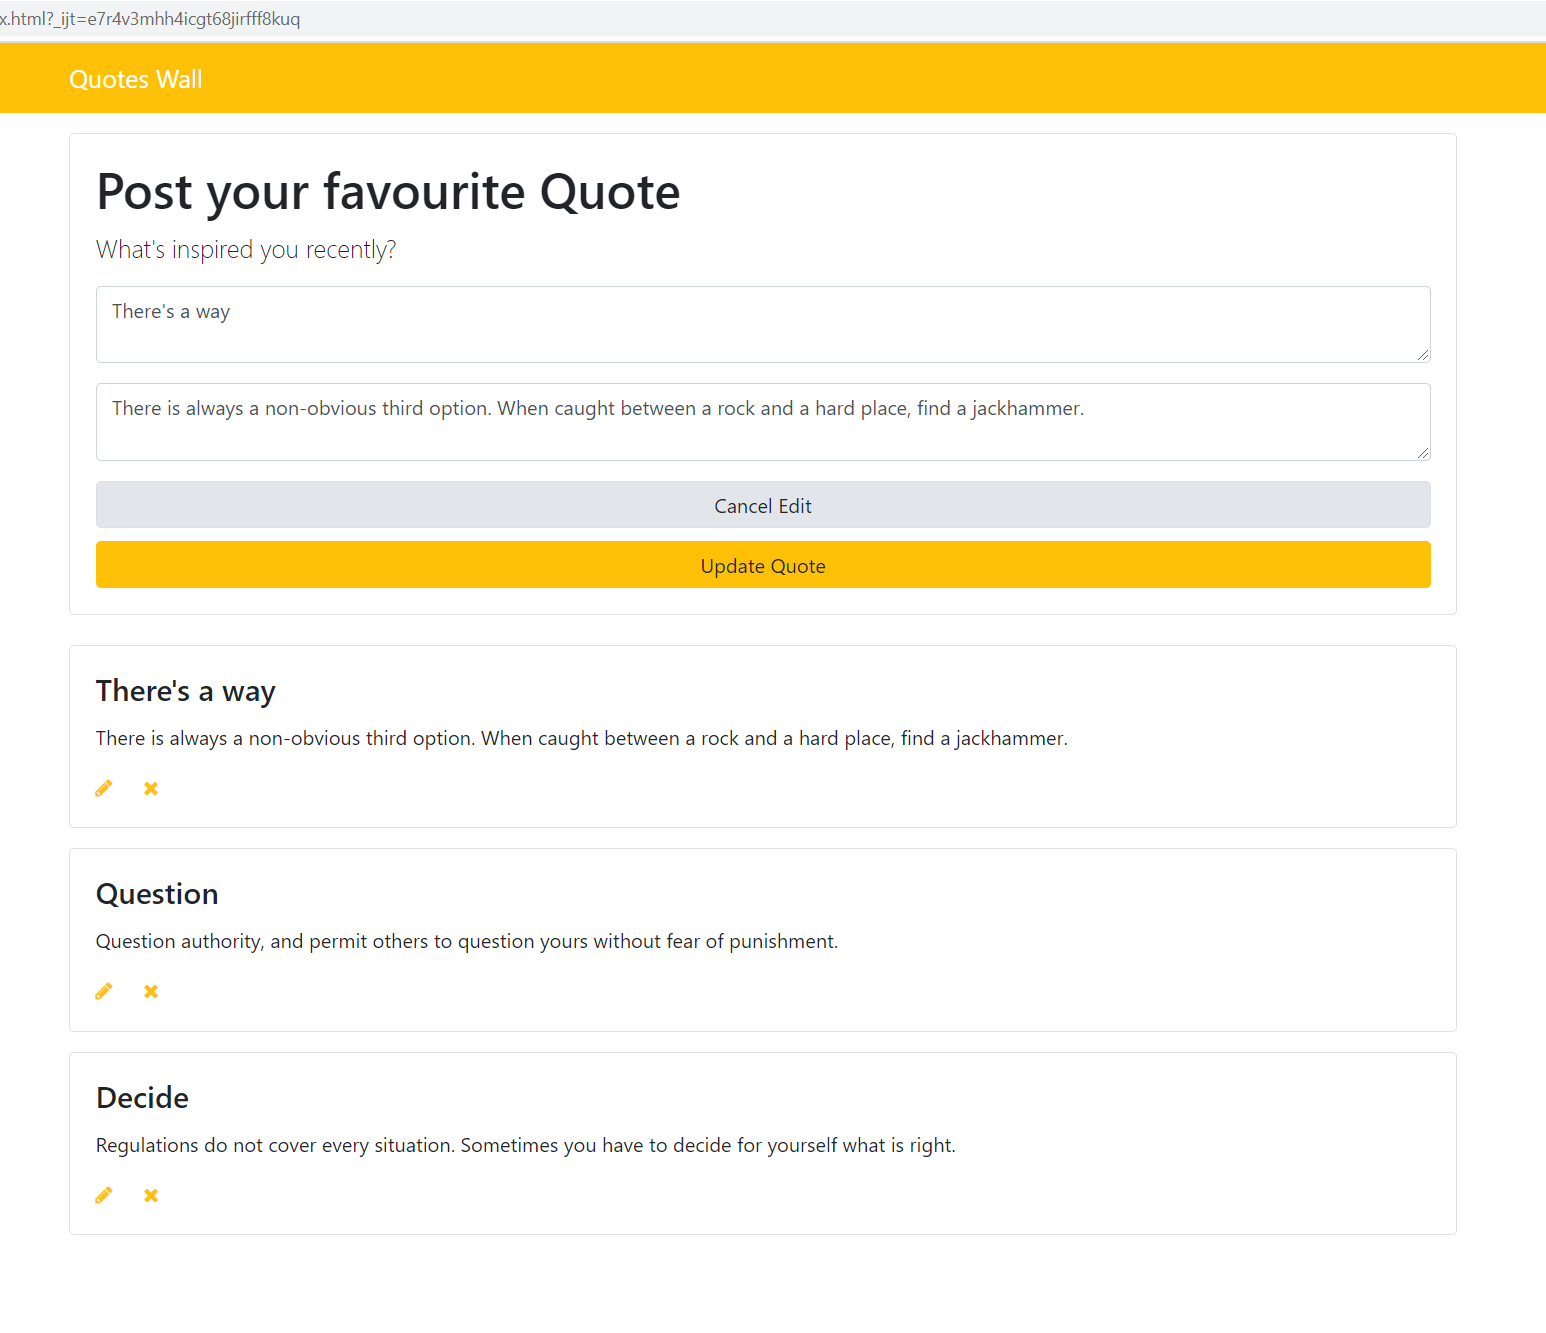 x.html?_ijt=e7r4v3mhh4icgt68jirfff8kuq
Quotes Wall
Post your favourite Quote
What's inspired you recently?
There's a way
There is always a non-obvious third option. When caught between a rock and a hard place, find a jackhammer.
Cancel Edit
Update Quote
There's a way
There is always a non-obvious third option. When caught between a rock and a hard place, find a jackhammer.
Question
Question authority, and permit others to question yours without fear of punishment.
Decide
Regulations do not cover every situation. Sometimes you have to decide for yourself what is right.